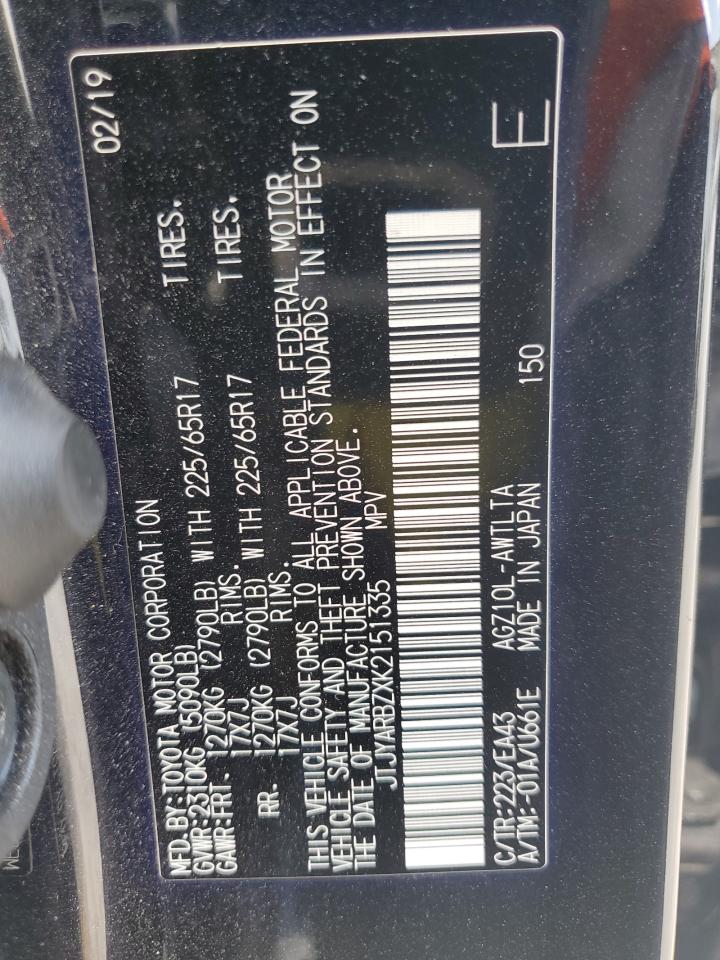 MFD.BY:TOYOTA MOTOR CORPORATION 02/19
GVWR:2310KG (5090LB)
GAWR:FRT. 1270KG (2790LB) WITH 225/65R17 TIRES.
17X7J RIMS.
RR. 1270KG (2790LB) WITH 225/65R17 TIRES.
17X7J RIMS.
THIS VEHICLE CONFORMS TO ALL APPLICABLE FEDERAL MOTOR
VEHICLE SAFETY AND THEFT PREVENTION STANDARDS IN EFFECT ON
THE DATE OF MANUFACTURE SHOWN ABOVE.
JTJYARBZXK2151335 MPV
C/TR:223/EA43 AGZ10L-AWTLTA 150
A/TM:-01A/U661E MADE IN JAPAN E